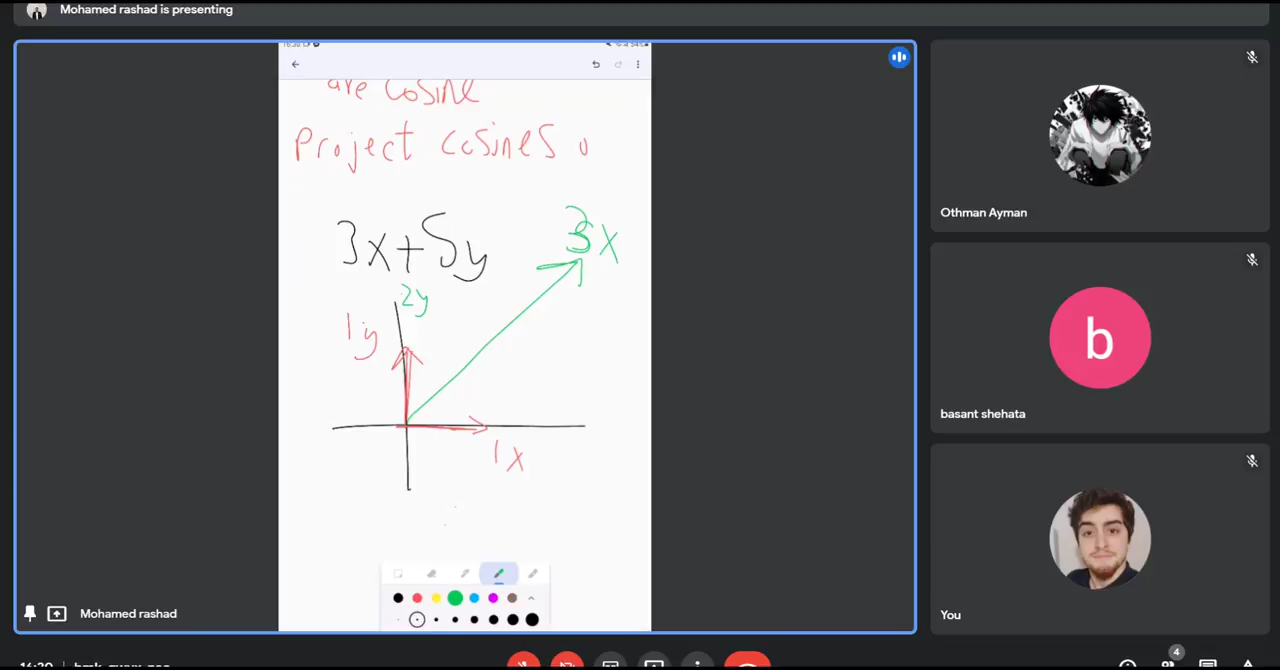 Mohamed rashad is presenting
are cosine
Project cosines o
3x+5y
3x
2y
1y
1x
Othman Ayman
b
basant shehata
You
Mohamed rashad
4